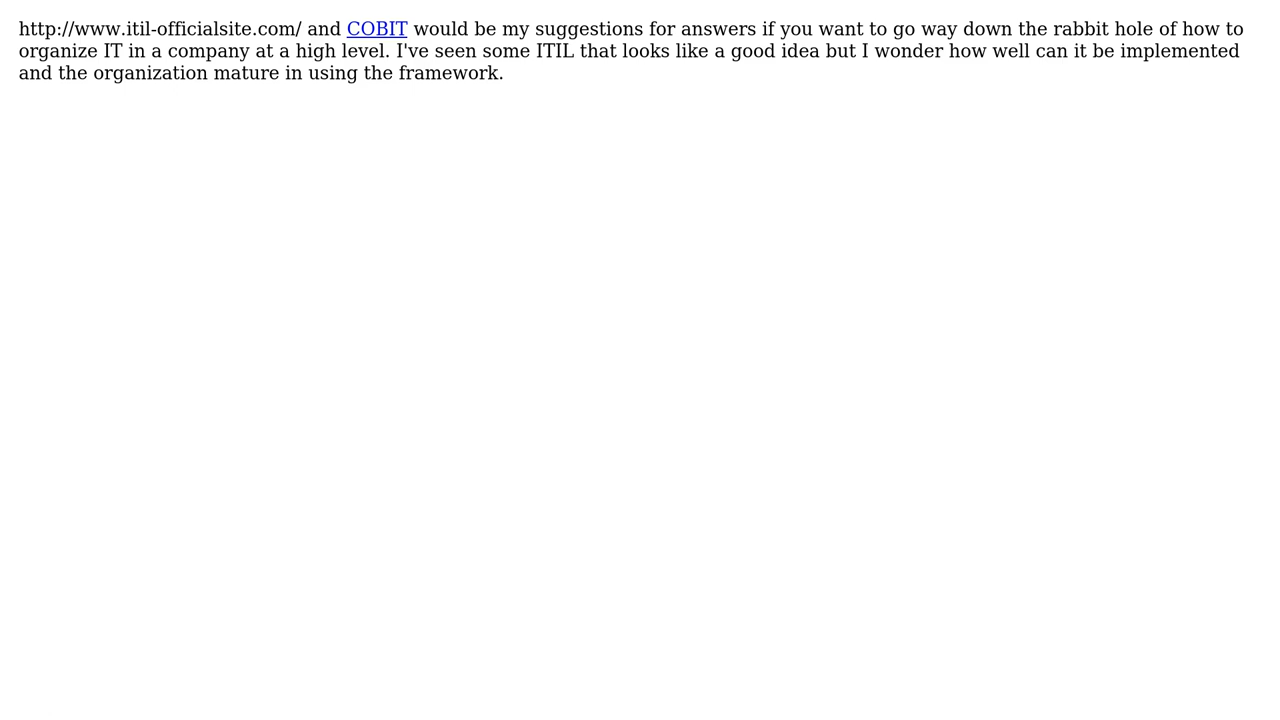 http://www.itil-officialsite.com/ and COBIT would be my suggestions for answers if you want to go way down the rabbit hole of how to
organize IT in a company at a high level. I've seen some ITIL that looks like a good idea but I wonder how well can it be implemented
and the organization mature in using the framework.